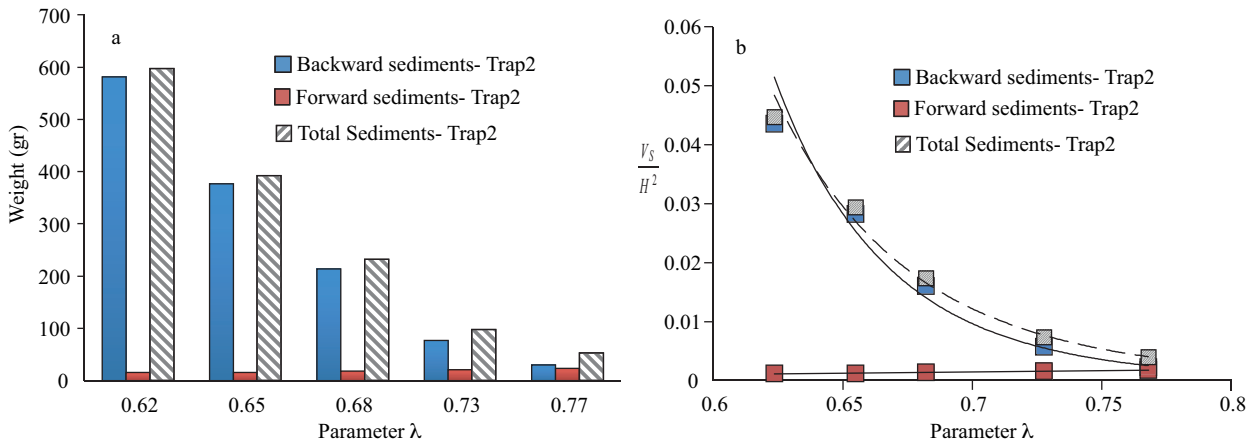 a
700
600
500
400
300
200
100
0
Weight (gr)
Backward sediments- Trap2
Forward sediments- Trap2
Total Sediments- Trap2
0.62 0.65 0.68 0.73 0.77
Parameter λ
b
0.06
0.05
0.04
0.03
0.02
0.01
0
V_S
H^2
Backward sediments- Trap2
Forward sediments- Trap2
Total Sediments- Trap2
0.6 0.65 0.7 0.75 0.8
Parameter λ